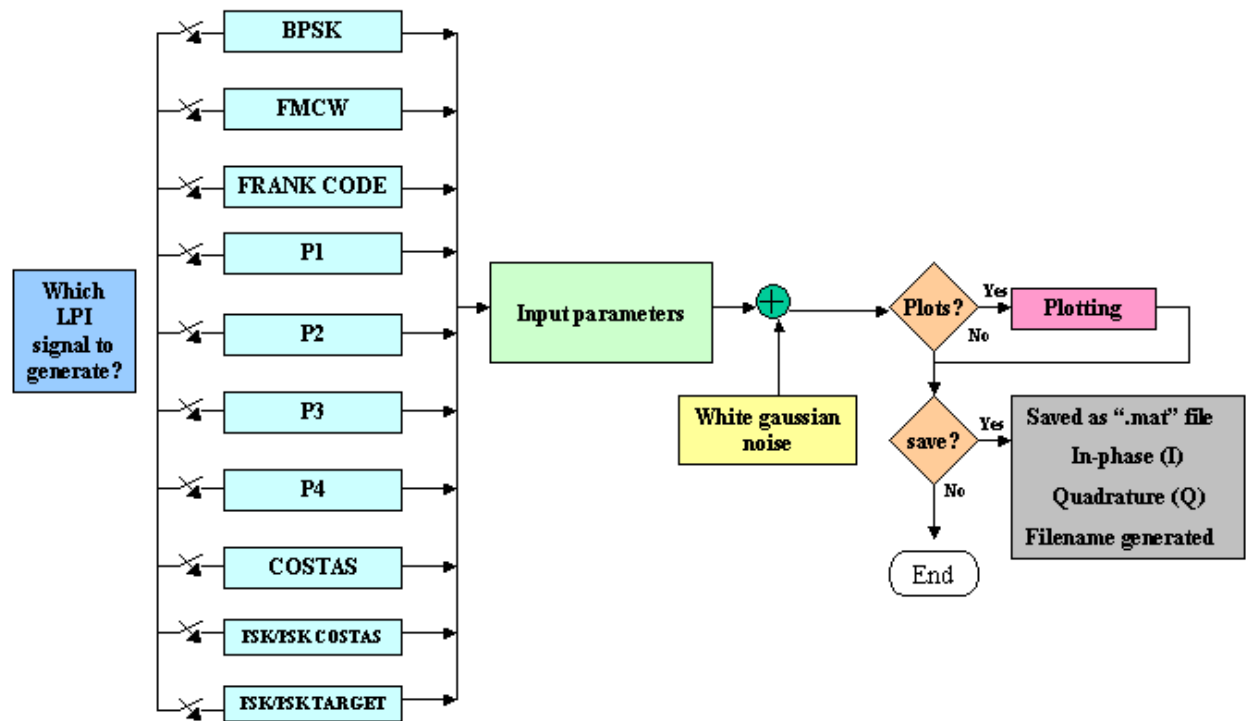 BPSK
FMCW
FRANK CODE
P1
P2
P3
P4
COSTAS
FSK/PSK COSTAS
FSK/PSK TARGET
Which
LPI
signal to
generate?
Input parameters
White gaussian
noise
Plots?
Yes
No
Plotting
save?
Yes
No
Saved as “.mat” file
In-phase (I)
Quadrature (Q)
Filename generated
End